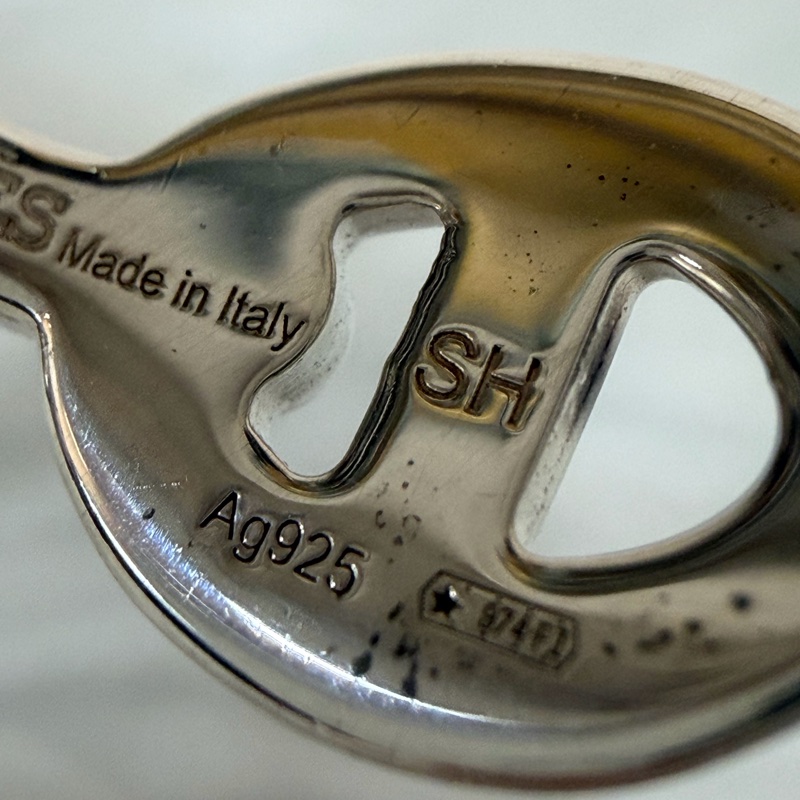 ES
Made in Italy
SH
Ag925
★ 974FI